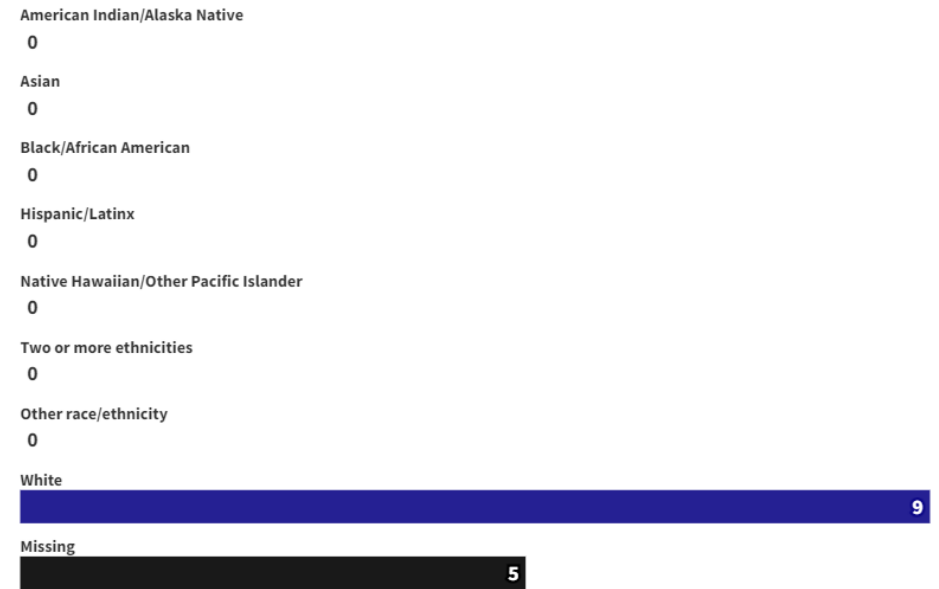 American Indian/Alaska Native
0
Asian
0
Black/African American
0
Hispanic/Latinx
0
Native Hawaiian/Other Pacific Islander
0
Two or more ethnicities
0
Other race/ethnicity
0
White
9
Missing
5